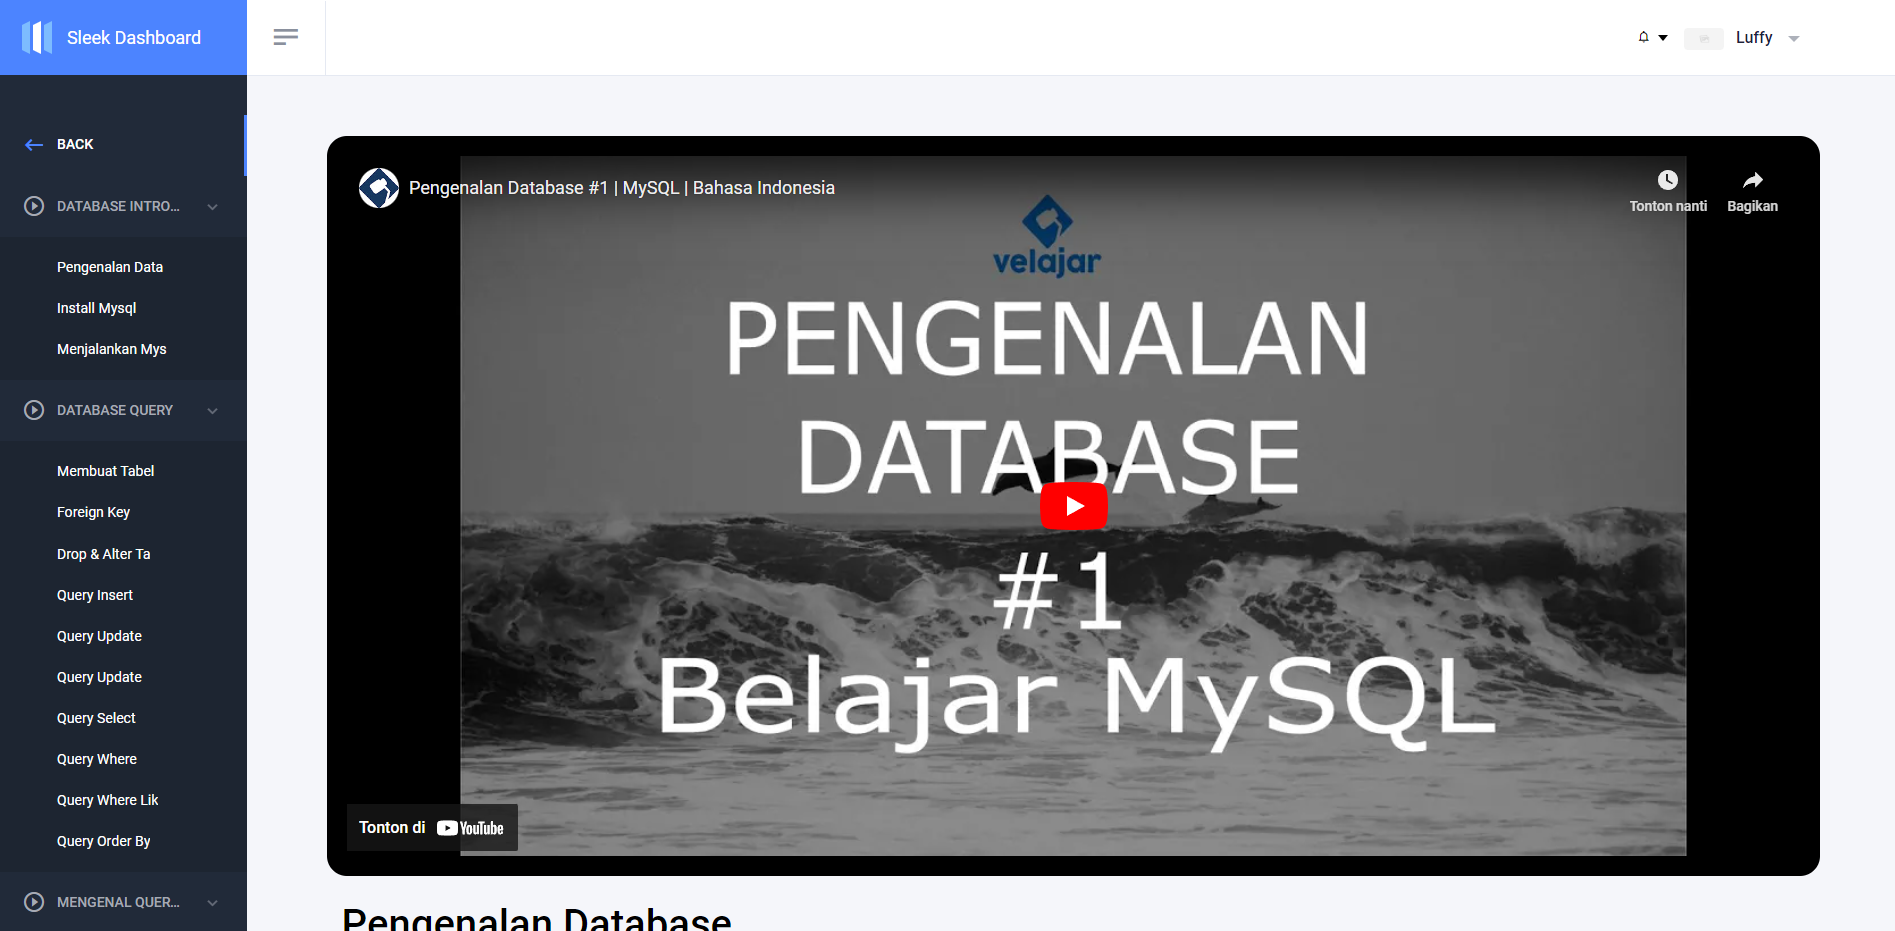 Sleek Dashboard
Luffy
BACK
DATABASE INTRO...
Pengenalan Data
Install Mysql
Menjalankan Mys
DATABASE QUERY
Membuat Tabel
Foreign Key
Drop & Alter Ta
Query Insert
Query Update
Query Update
Query Select
Query Where
Query Where Lik
Query Order By
MENGENAL QUER...
Pengenalan Database #1 | MySQL | Bahasa Indonesia
Tonton nanti
Bagikan
velajar
PENGENALAN
DATABASE
#1
Belajar MySQL
Tonton di YouTube
Pengenalan Database